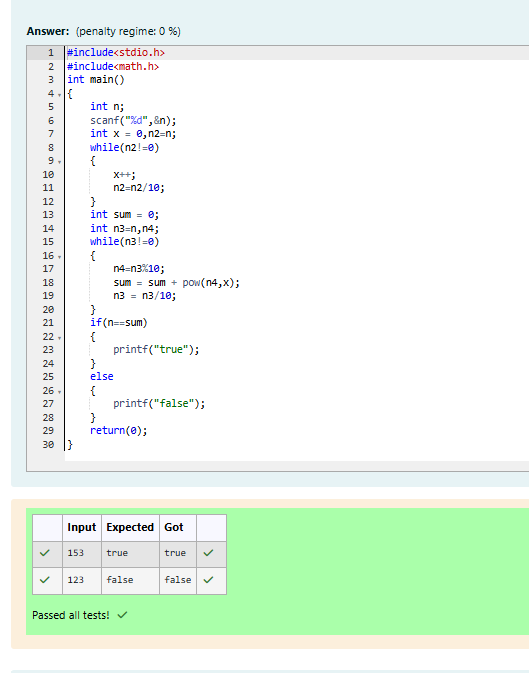 Answer: (penalty regime: 0 %)
1 #include<stdio.h>
2 #include<math.h>
3 int main()
4 {
5 int n;
6 scanf("%d",&n);
7 int x = 0,n2=n;
8 while(n2!=0)
9 {
10 x++;
11 n2=n2/10;
12 }
13 int sum = 0;
14 int n3=n,n4;
15 while(n3!=0)
16 {
17 n4=n3%10;
18 sum = sum + pow(n4,x);
19 n3 = n3/10;
20 }
21 if(n==sum)
22 {
23 printf("true");
24 }
25 else
26 {
27 printf("false");
28 }
29 return(0);
30 }
Input Expected Got
153 true true
123 false false
Passed all tests!